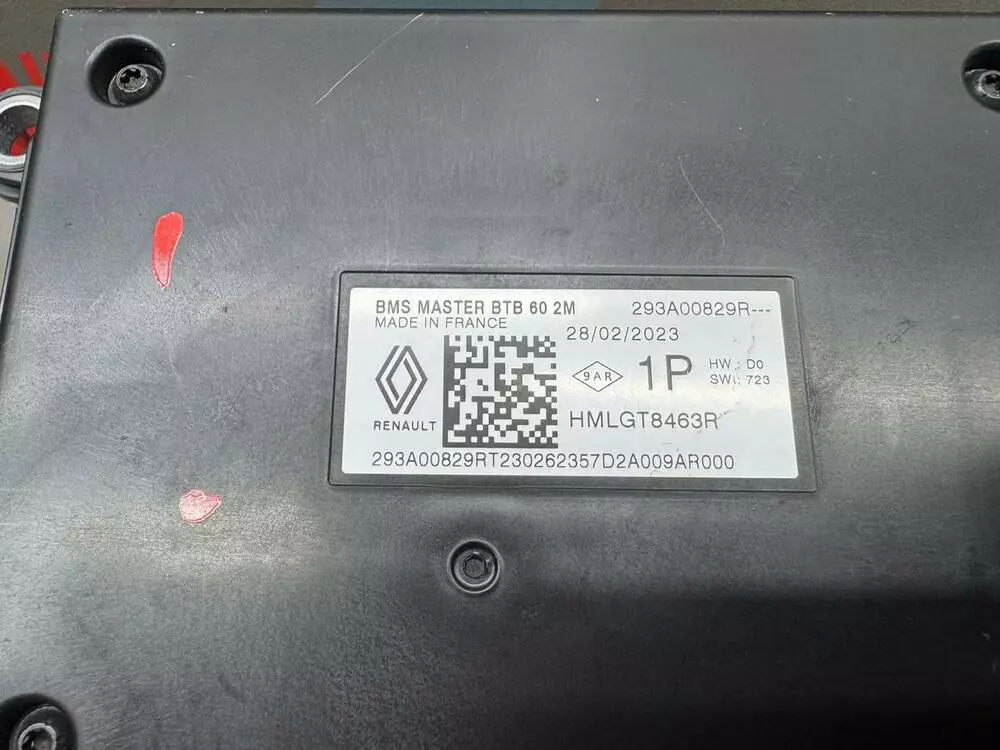 BMS MASTER BTB 60 2M 293A00829R---
MADE IN FRANCE
28/02/2023
9AR 1P HW.: D0
SW.: 723
RENAULT
HMLGT8463R
293A00829RT230262357D2A009AR000